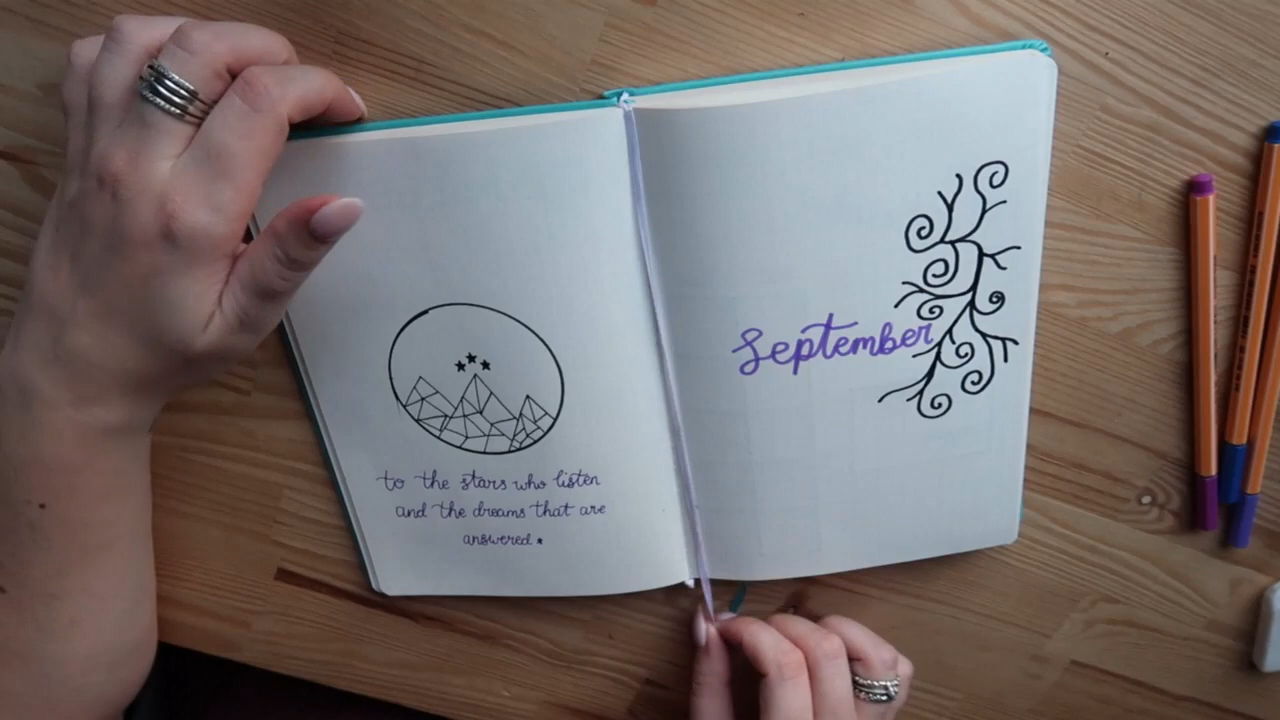 to the stars who listen
and the dreams that are
answered
September